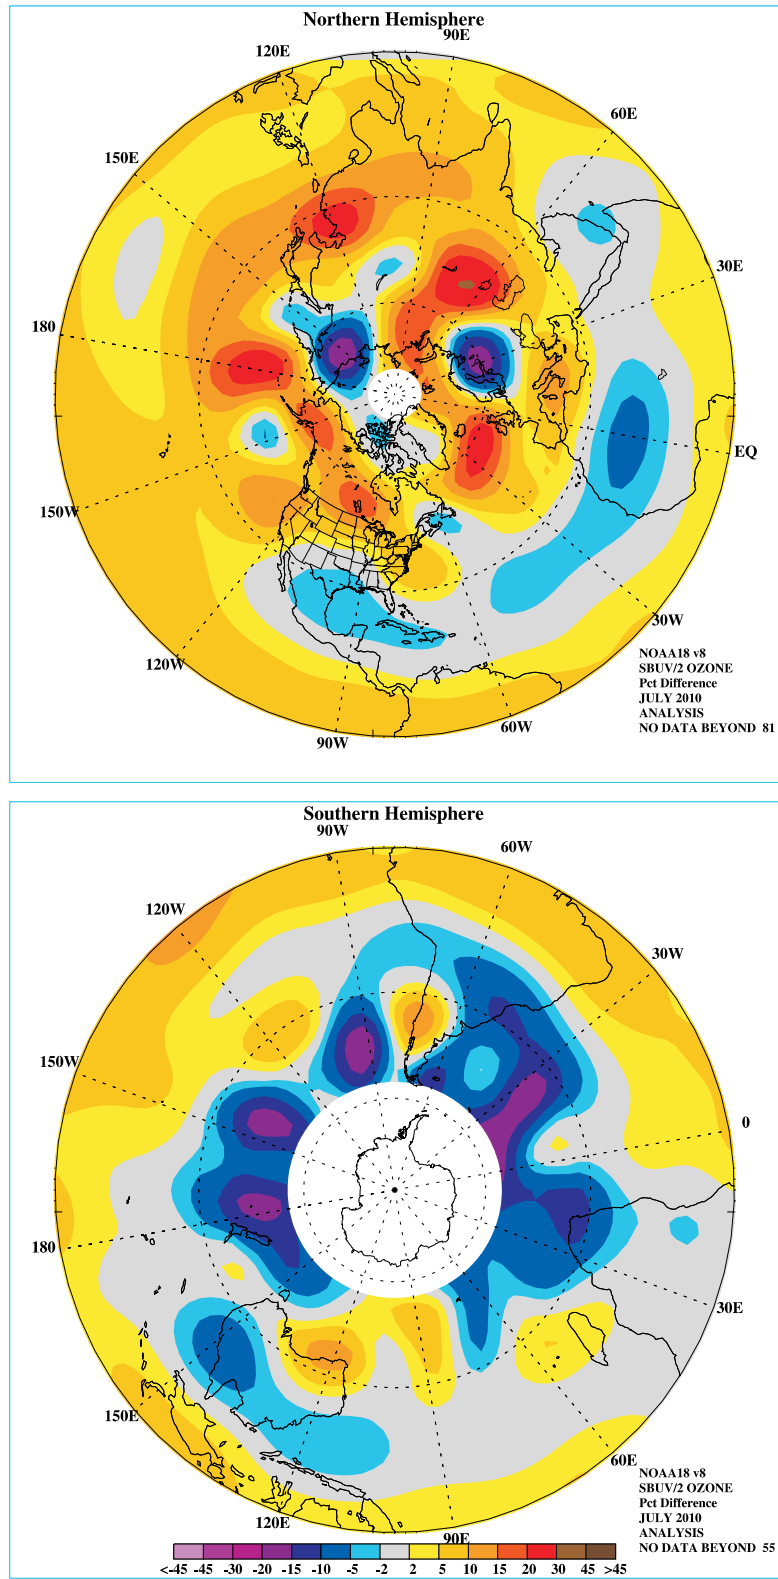 Northern Hemisphere
90E
120E
60E
150E
30E
180
EQ
150W
30W
120W
60W
90W
NOAA18 v8
SBUV/2 OZONE
Pct Difference
JULY 2010
ANALYSIS
NO DATA BEYOND 81
Southern Hemisphere
90W
60W
120W
30W
150W
0
180
30E
150E
60E
120E
90E
NOAA18 v8
SBUV/2 OZONE
Pct Difference
JULY 2010
ANALYSIS
NO DATA BEYOND 55
<-45 -45 -30 -20 -15 -10 -5 -2 2 5 10 15 20 30 45 >45